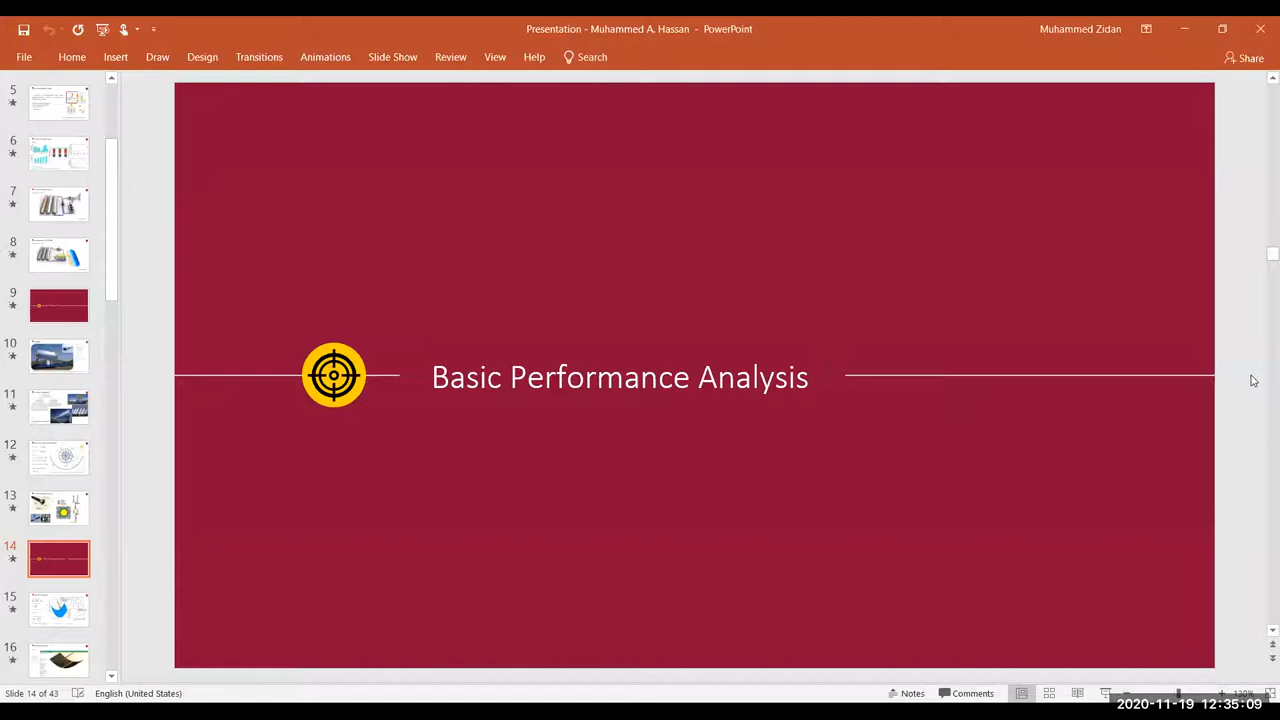 Presentation - Muhammed A. Hassan - PowerPoint
Muhammed Zidan
File
Home
Insert
Draw
Design
Transitions
Animations
Slide Show
Review
View
Help
Search
Share
5
6
7
8
9
10
11
12
13
14
15
16
Basic Performance Analysis
Slide 14 of 43
English (United States)
Notes
Comments
130%
2020-11-19 12:35:09